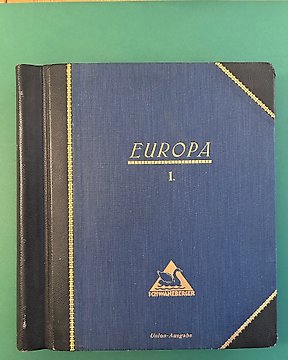 EUROPA
1.
SCHWANEBERGER
Union-Ausgabe